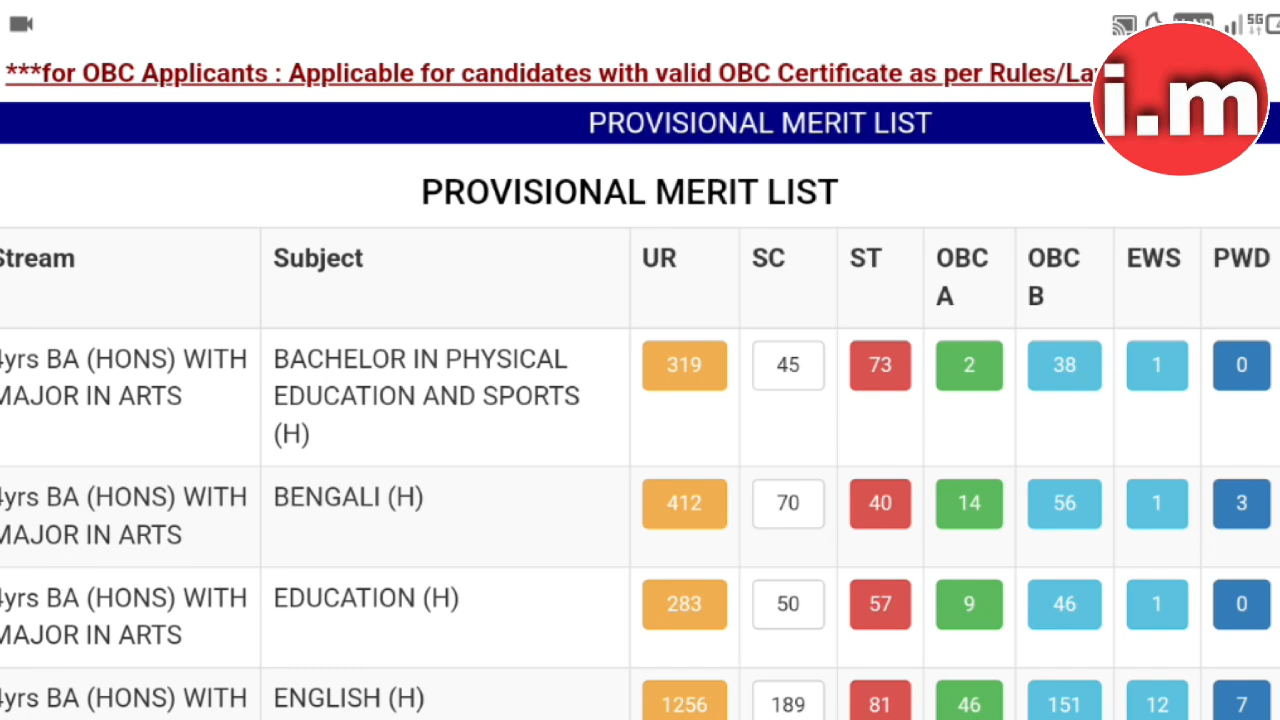 5G
***for OBC Applicants : Applicable for candidates with valid OBC Certificate as per
i.m
PROVISIONAL MERIT LIST
PROVISIONAL MERIT LIST
Stream Subject UR SC ST OBC A OBC B EWS PWD
4yrs BA (HONS) WITH BACHELOR IN PHYSICAL 319 45 73 2 38 1 0
MAJOR IN ARTS EDUCATION AND SPORTS
(H)
4yrs BA (HONS) WITH BENGALI (H) 412 70 40 14 56 1 3
MAJOR IN ARTS
4yrs BA (HONS) WITH EDUCATION (H) 283 50 57 9 46 1 0
MAJOR IN ARTS
4yrs BA (HONS) WITH ENGLISH (H) 1256 189 81 46 151 12 7